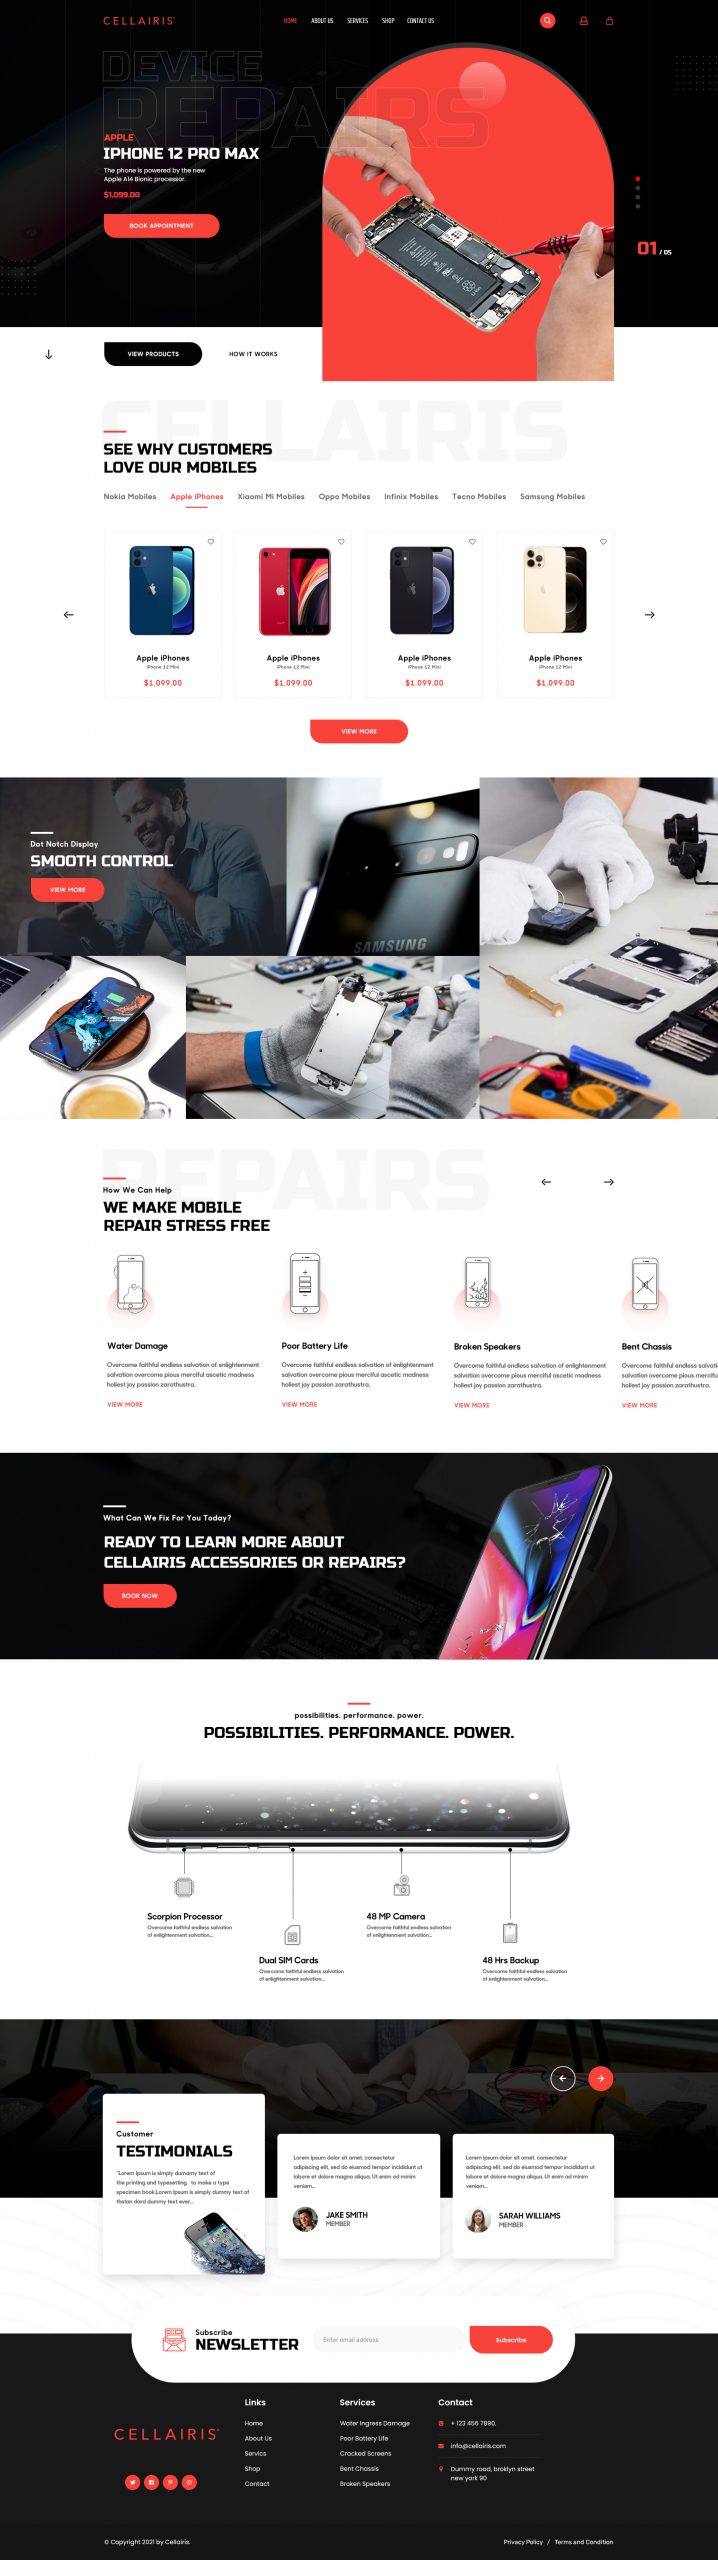 CELLAIRIS
HOME ABOUT US SERVICES SHOP CONTACT US
DEVICE
REPAIRS
APPLE
IPHONE 12 PRO MAX
The phone is powered by the new
Apple A14 Bionic processor.
$1,099.00
BOOK APPOINTMENT
01 / 05
VIEW PRODUCTS
HOW IT WORKS
CELLAIRIS
SEE WHY CUSTOMERS
LOVE OUR MOBILES
Nokia Mobiles Apple iPhones Xiaomi Mi Mobiles Oppo Mobiles Infinix Mobiles Tecno Mobiles Samsung Mobiles
Apple iPhones Apple iPhones Apple iPhones Apple iPhones
iPhone 12 Mini iPhone 12 Mini iPhone 12 Mini iPhone 12 Mini
$1,099.00 $1,099.00 $1,099.00 $1,099.00
VIEW MORE
Dot Notch Display
SMOOTH CONTROL
VIEW MORE
SAMSUNG
REPAIRS
How We Can Help
WE MAKE MOBILE
REPAIR STRESS FREE
Water Damage
Overcome faithful endless salvation of enlightenment
salvation overcome pious merciful ascetic madness
holiest joy passion zarathustra.
VIEW MORE
Poor Battery Life
Overcome faithful endless salvation of enlightenment
salvation overcome pious merciful ascetic madness
holiest joy passion zarathustra.
VIEW MORE
Broken Speakers
Overcome faithful endless salvation of enlightenment
salvation overcome pious merciful ascetic madness
holiest joy passion zarathustra.
VIEW MORE
Bent Chassis
Overcome faithful endless salvati
salvation overcome pious merciful
holiest joy passion zarathustra.
VIEW MORE
What Can We Fix For You Today?
READY TO LEARN MORE ABOUT
CELLAIRIS ACCESSORIES OR REPAIRS?
BOOK NOW
possibilities. performance. power.
POSSIBILITIES. PERFORMANCE. POWER.
Scorpion Processor
Overcome faithful endless salvation
of enlightenment salvation...
Dual SIM Cards
Overcome faithful endless salvation
of enlightenment salvation...
48 MP Camera
Overcome faithful endless salvation
of enlightenment salvation...
48 Hrs Backup
Overcome faithful endless salvation
of enlightenment salvation...
Customer
TESTIMONIALS
"Lorem Ipsum is simply dumamy text of
the printing and typesetting to make a type
specimen book.Lorem Ipsum is simply dummy text of
thstan dard dummy text ever...
Lorem ipsum dolor sit amet, consectetur
adipiscing elit, sed do eiusmod tempor incididunt ut
labore et dolore magna aliqua. Ut enim ad minim
veniam...
JAKE SMITH
MEMBER
Lorem ipsum dolor sit amet, consectetur
adipiscing elit, sed do eiusmod tempor incididunt ut
labore et dolore magna aliqua. Ut enim ad minim
veniam...
SARAH WILLIAMS
MEMBER
Subscribe
NEWSLETTER
Enter email address
Subscribe
CELLAIRIS
Links
Home
About Us
Servics
Shop
Contact
Services
Water Ingress Damage
Poor Battery Life
Cracked Screens
Bent Chassis
Broken Speakers
Contact
+ 123 456 7890.
info@cellairis.com
Dummy road, broklyn street
new yark 90
© Copyright 2021 by Cellairis.
Privacy Policy / Terms and Condition